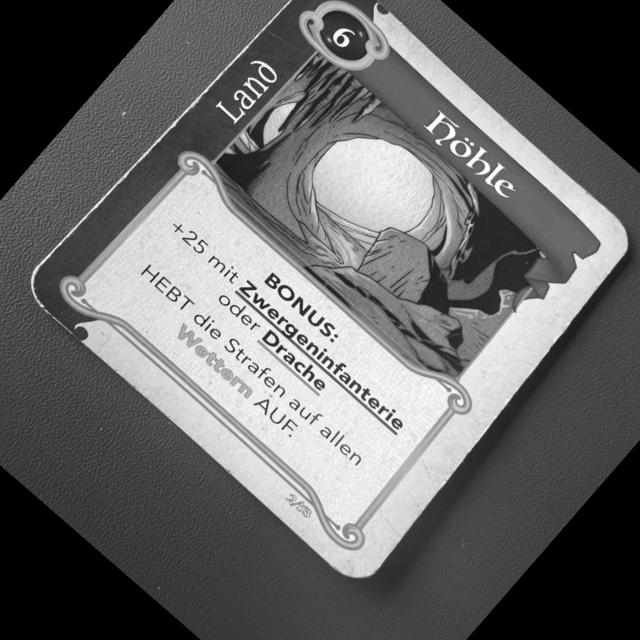 6
Höhle
Land
BONUS:
+25 mit Zwergeninfanterie
oder Drache
HEBT die Strafen auf allen
Wettern AUF.